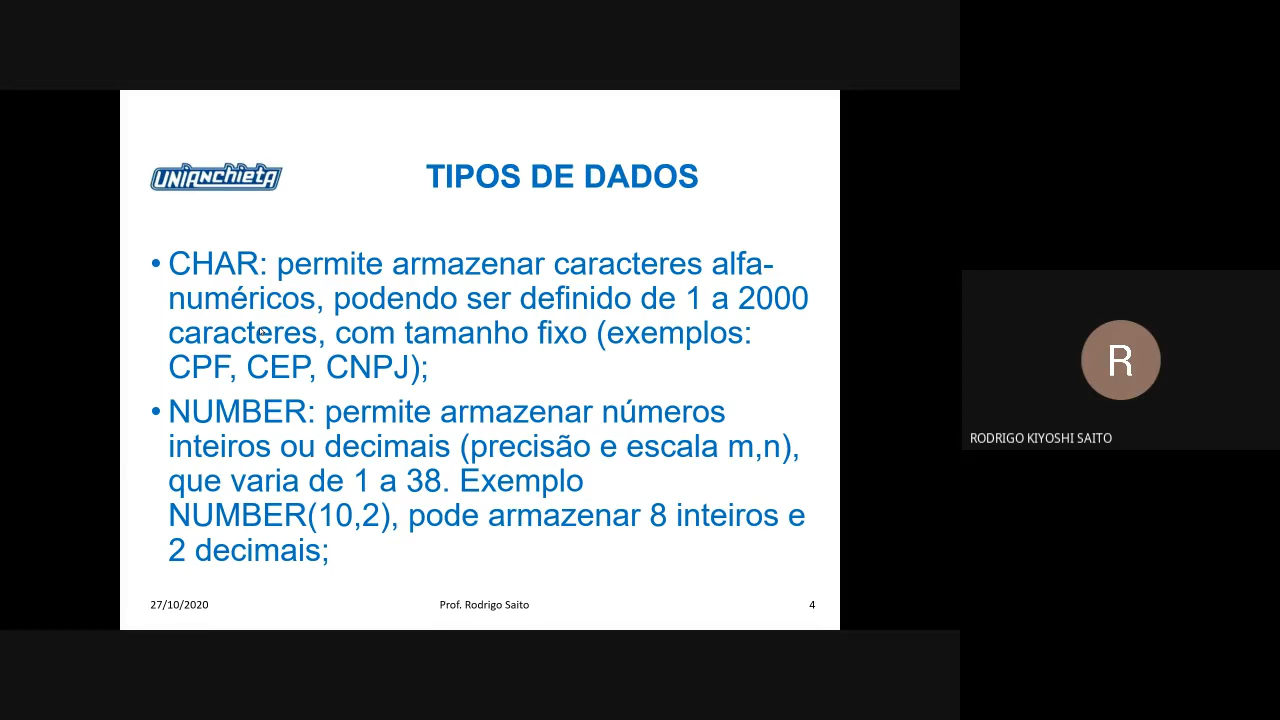 UNIANCHIETA
TIPOS DE DADOS
• CHAR: permite armazenar caracteres alfa-
numéricos, podendo ser definido de 1 a 2000
caracteres, com tamanho fixo (exemplos:
CPF, CEP, CNPJ);
• NUMBER: permite armazenar números
inteiros ou decimais (precisão e escala m,n),
que varia de 1 a 38. Exemplo
NUMBER(10,2), pode armazenar 8 inteiros e
2 decimais;
27/10/2020
Prof. Rodrigo Saito
4
R
RODRIGO KIYOSHI SAITO